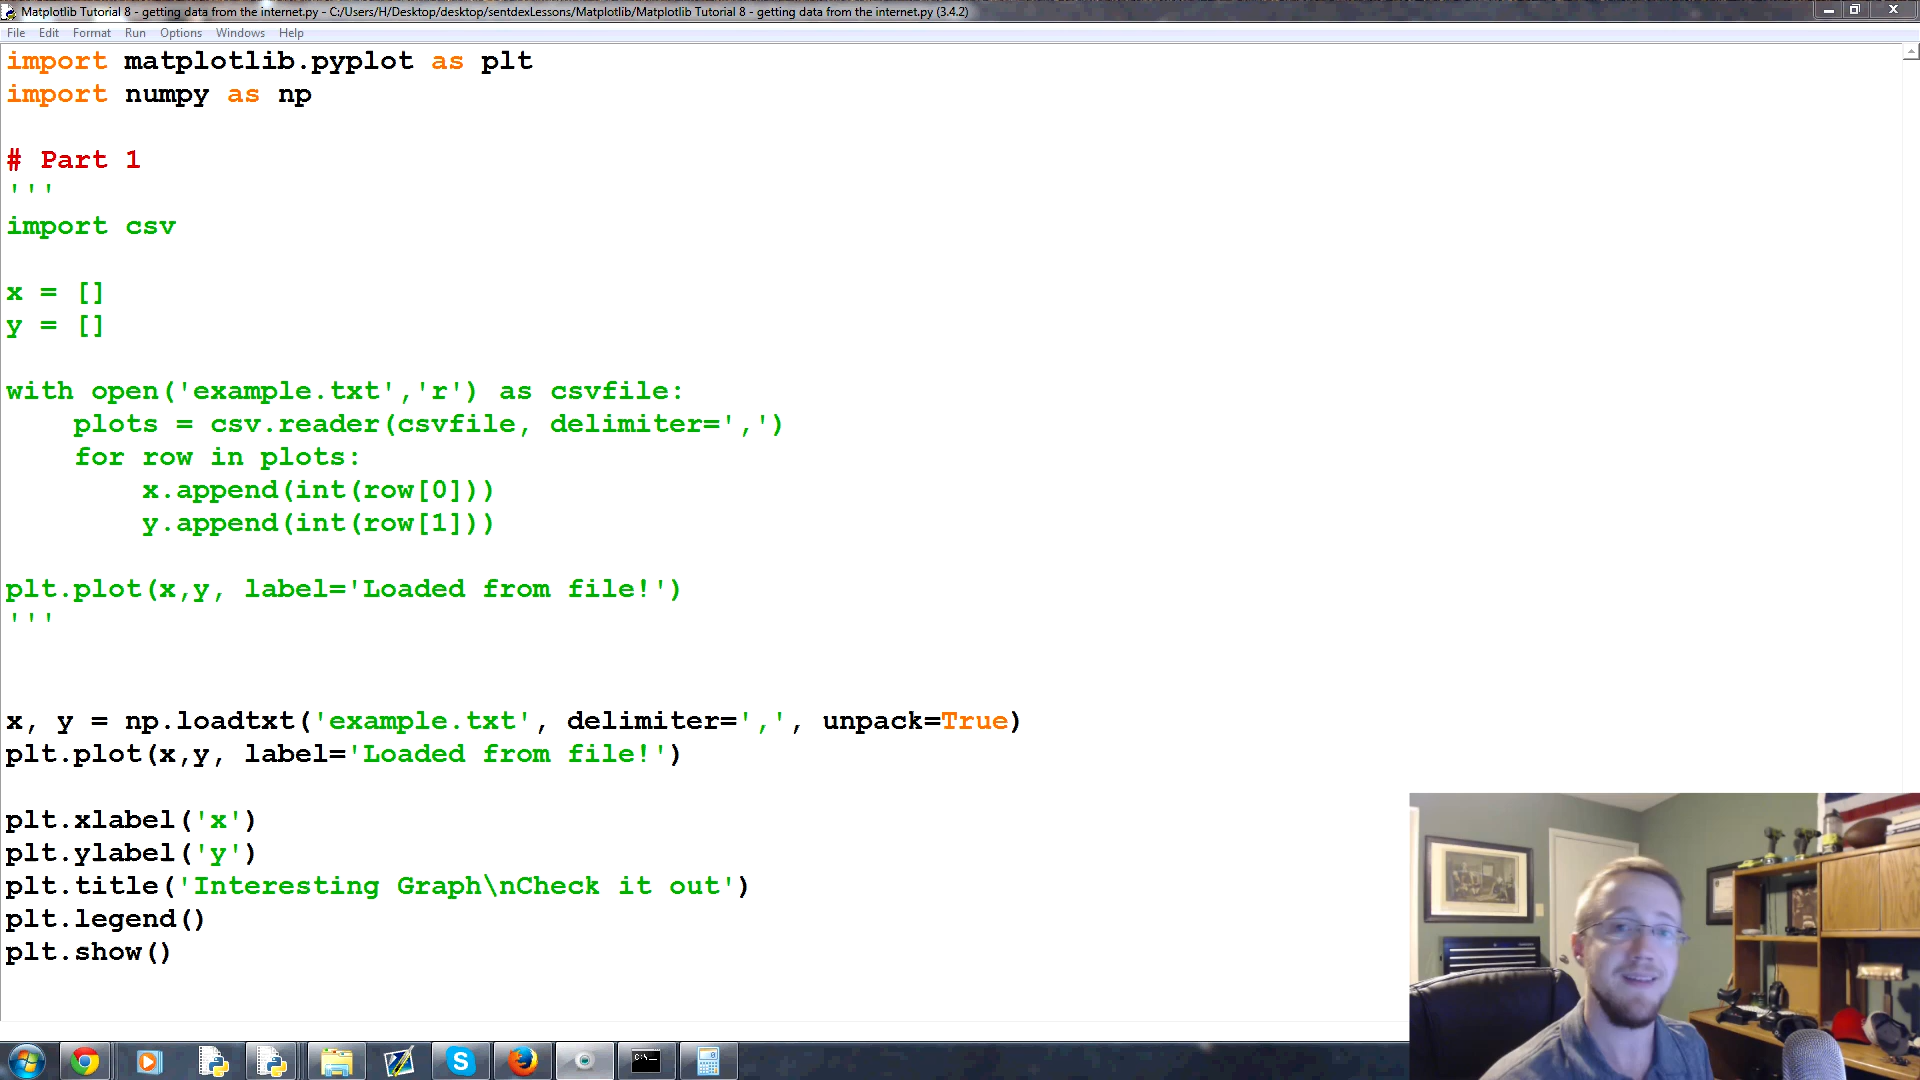 Matplotlib Tutorial 8 - getting data from the internet.py - C:/Users/H/Desktop/desktop/sentdexLessons/Matplotlib/Matplotlib Tutorial 8 - getting data from the internet.py (3.4.2)
File Edit Format Run Options Windows Help
import matplotlib.pyplot as plt
import numpy as np
# Part 1
'''
import csv
x = []
y = []
with open('example.txt','r') as csvfile:
    plots = csv.reader(csvfile, delimiter=',')
    for row in plots:
        x.append(int(row[0]))
        y.append(int(row[1]))
plt.plot(x,y, label='Loaded from file!')
'''
x, y = np.loadtxt('example.txt', delimiter=',', unpack=True)
plt.plot(x,y, label='Loaded from file!')
plt.xlabel('x')
plt.ylabel('y')
plt.title('Interesting Graph\nCheck it out')
plt.legend()
plt.show()